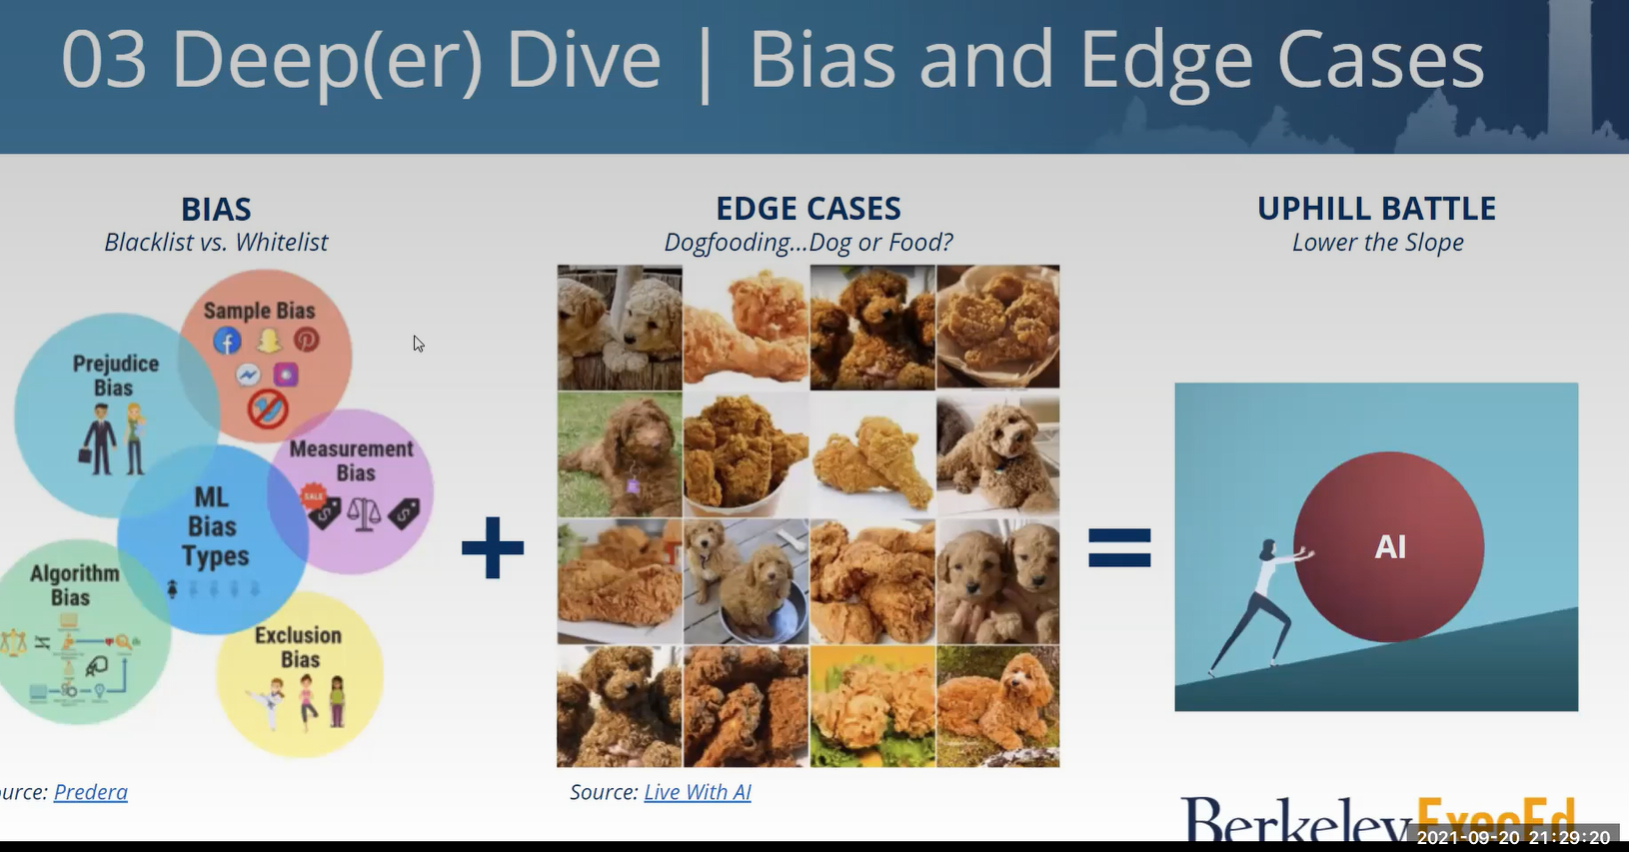 03 Deep(er) Dive | Bias and Edge Cases
BIAS
Blacklist vs. Whitelist
Sample Bias
Prejudice
Bias
Measurement
Bias
SALE
ML
Bias
Types
Algorithm
Bias
Exclusion
Bias
urce: Predera
+
EDGE CASES
Dogfooding...Dog or Food?
Source: Live With AI
=
UPHILL BATTLE
Lower the Slope
AI
Berkeley ExecEd
2021-09-20 21:29:20